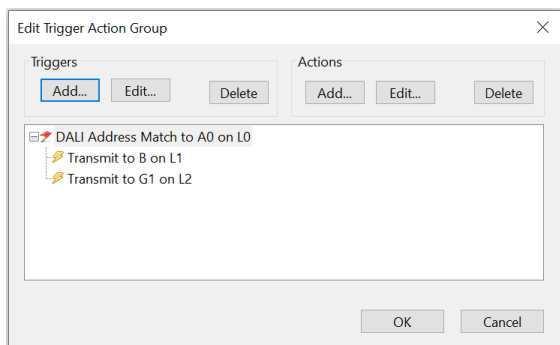 Edit Trigger Action Group
Triggers
Add...
Edit...
Delete
Actions
Add...
Edit...
Delete
DALI Address Match to A0 on L0
Transmit to B on L1
Transmit to G1 on L2
OK
Cancel